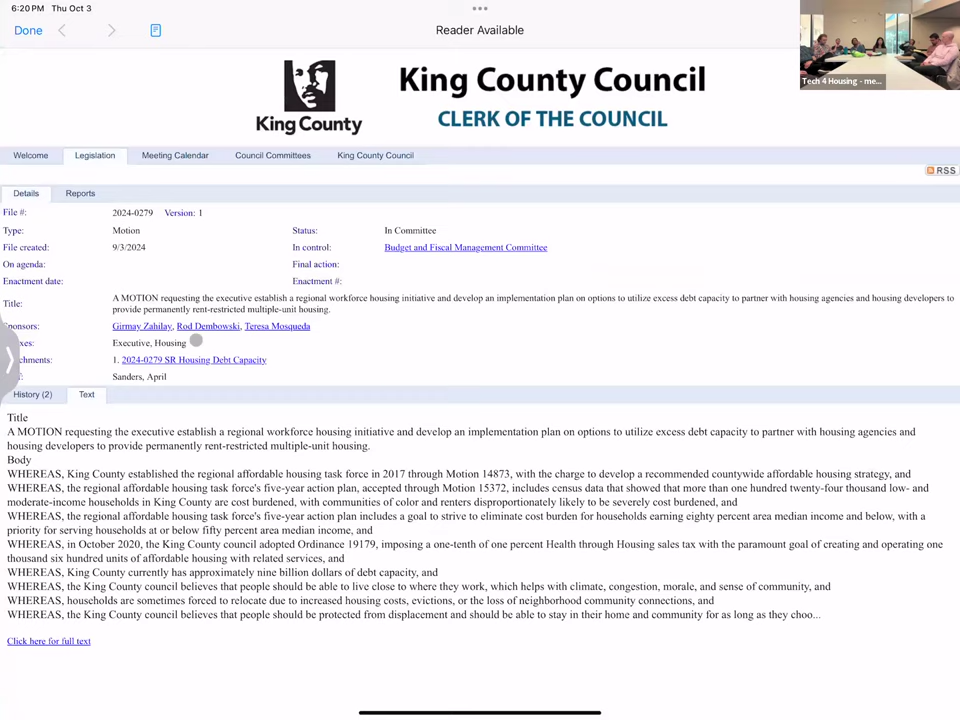 6:20 PM Thu Oct 3
Done
Reader Available
Tech 4 Housing - me...
King County
King County Council
CLERK OF THE COUNCIL
Welcome Legislation Meeting Calendar Council Committees King County Council
RSS
Details Reports
File #: 2024-0279 Version: 1
Type: Motion Status: In Committee
File created: 9/3/2024 In control: Budget and Fiscal Management Committee
On agenda: Final action:
Enactment date: Enactment #:
Title: A MOTION requesting the executive establish a regional workforce housing initiative and develop an implementation plan on options to utilize excess debt capacity to partner with housing agencies and housing developers to
provide permanently rent-restricted multiple-unit housing.
Sponsors: Girmay Zahilay, Rod Dembowski, Teresa Mosqueda
xes: Executive, Housing
chments: 1. 2024-0279 SR Housing Debt Capacity
Sanders, April
History (2) Text
Title
A MOTION requesting the executive establish a regional workforce housing initiative and develop an implementation plan on options to utilize excess debt capacity to partner with housing agencies and
housing developers to provide permanently rent-restricted multiple-unit housing.
Body
WHEREAS, King County established the regional affordable housing task force in 2017 through Motion 14873, with the charge to develop a recommended countywide affordable housing strategy, and
WHEREAS, the regional affordable housing task force's five-year action plan, accepted through Motion 15372, includes census data that showed that more than one hundred twenty-four thousand low- and
moderate-income households in King County are cost burdened, with communities of color and renters disproportionately likely to be severely cost burdened, and
WHEREAS, the regional affordable housing task force's five-year action plan includes a goal to strive to eliminate cost burden for households earning eighty percent area median income and below, with a
priority for serving households at or below fifty percent area median income, and
WHEREAS, in October 2020, the King County council adopted Ordinance 19179, imposing a one-tenth of one percent Health through Housing sales tax with the paramount goal of creating and operating one
thousand six hundred units of affordable housing with related services, and
WHEREAS, King County currently has approximately nine billion dollars of debt capacity, and
WHEREAS, the King County council believes that people should be able to live close to where they work, which helps with climate, congestion, morale, and sense of community, and
WHEREAS, households are sometimes forced to relocate due to increased housing costs, evictions, or the loss of neighborhood community connections, and
WHEREAS, the King County council believes that people should be protected from displacement and should be able to stay in their home and community for as long as they choo...
Click here for full text